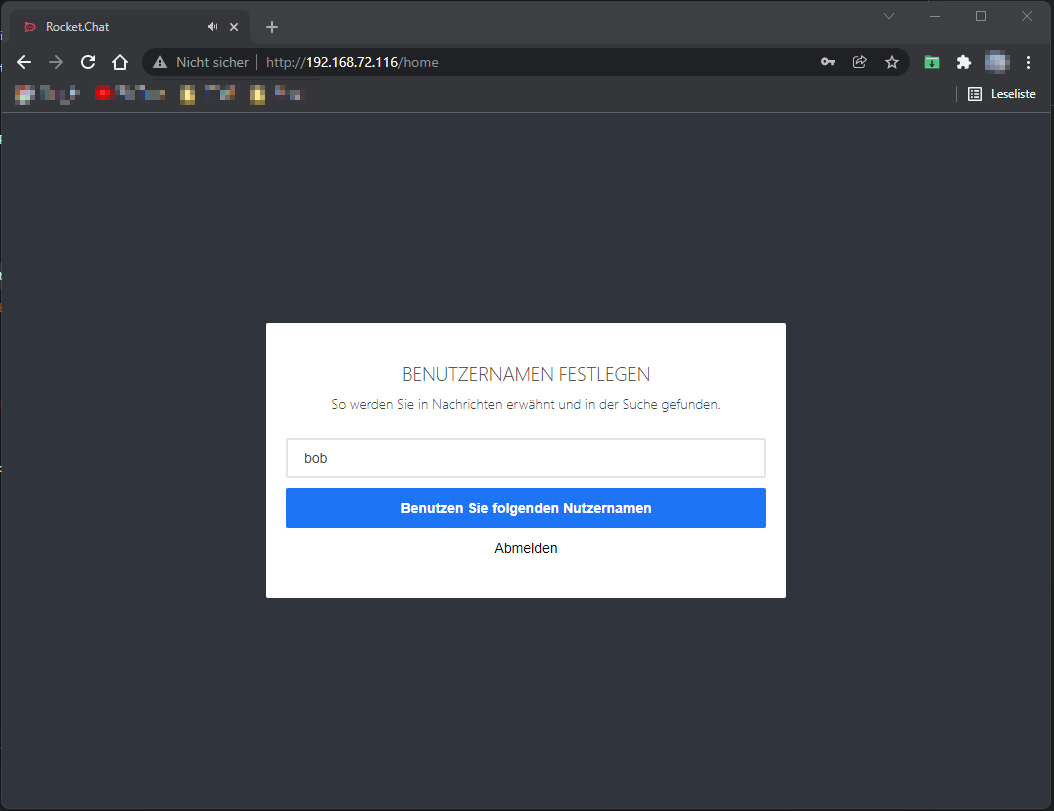 Rocket.Chat
Nicht sicher http://192.168.72.116/home
Leseliste
BENUTZERNAMEN FESTLEGEN
So werden Sie in Nachrichten erwähnt und in der Suche gefunden.
bob
Benutzen Sie folgenden Nutzernamen
Abmelden